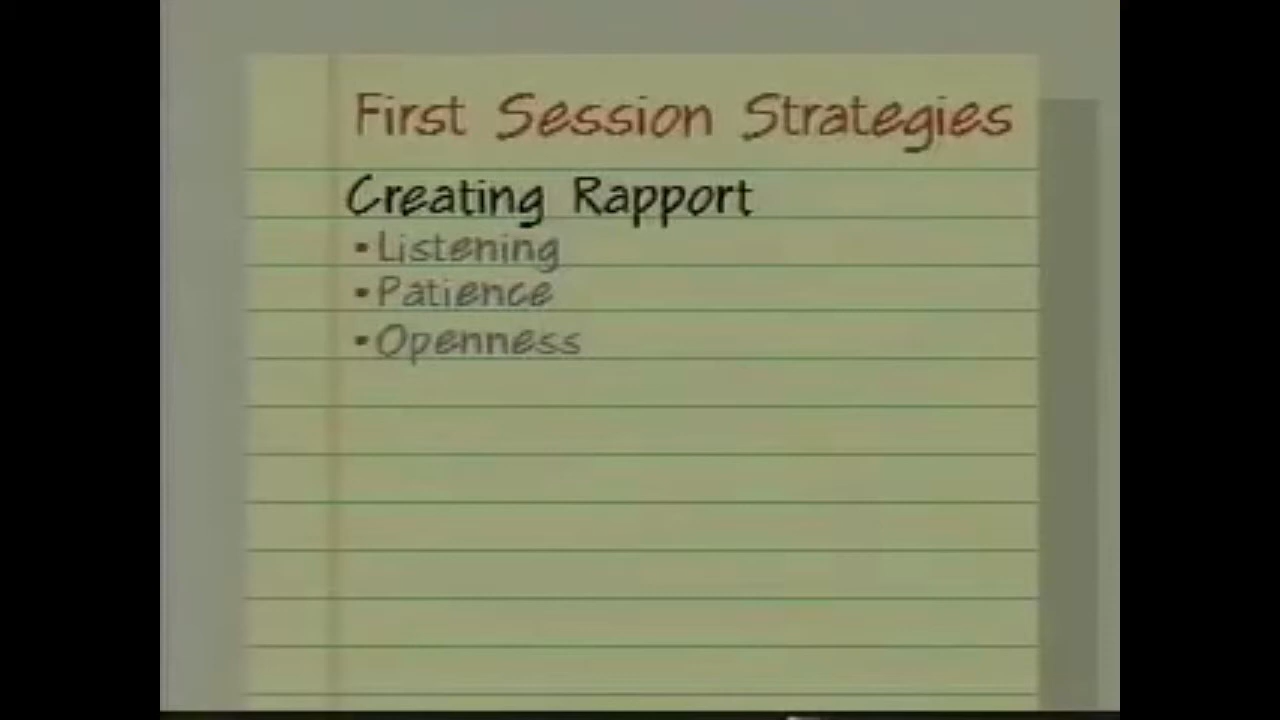 First Session Strategies
Creating Rapport
•Listening
•Patience
•Openness